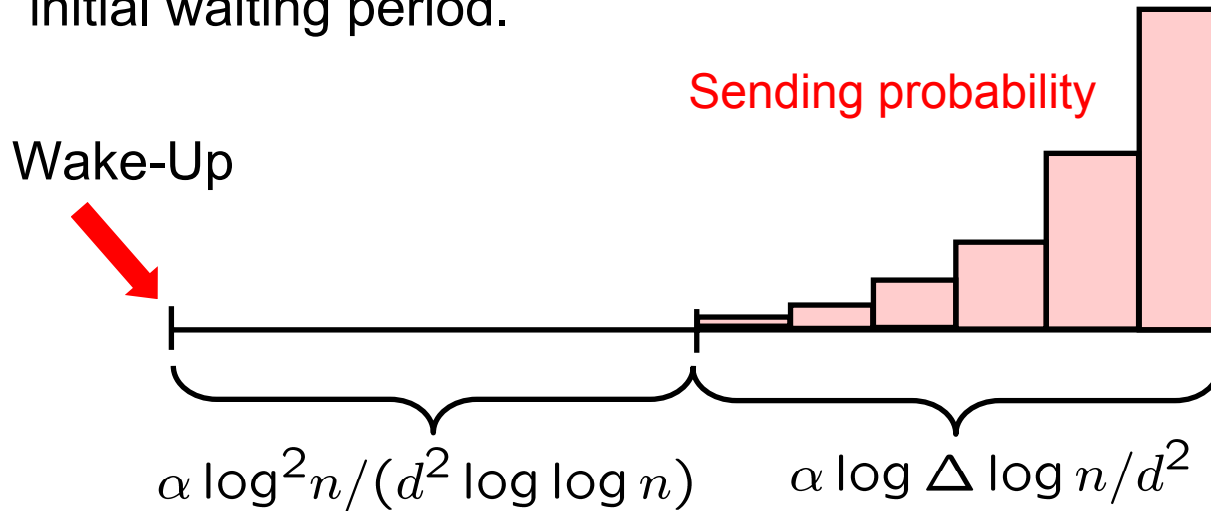 initial waiting period.
Sending probability
Wake-Up
α log²n/(d² log log n)
α log Δ log n/d²